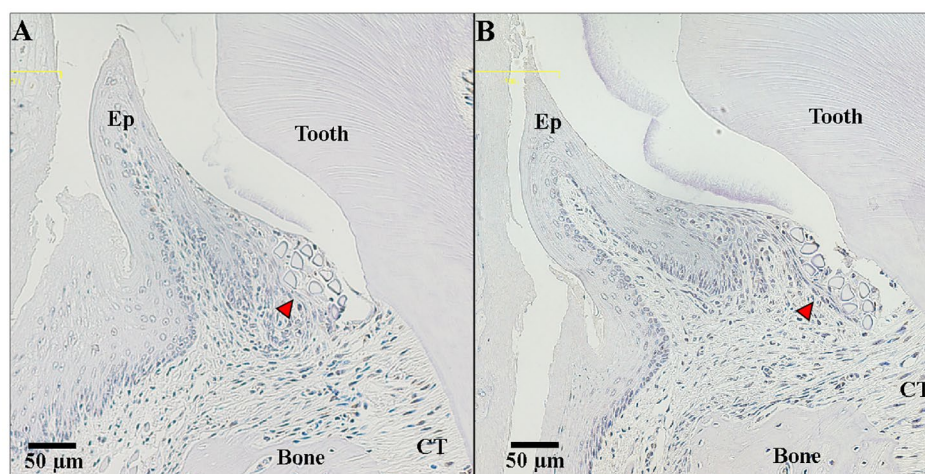 A
Ep
Tooth
CT
Bone
50 µm
B
Ep
Tooth
CT
Bone
50 µm